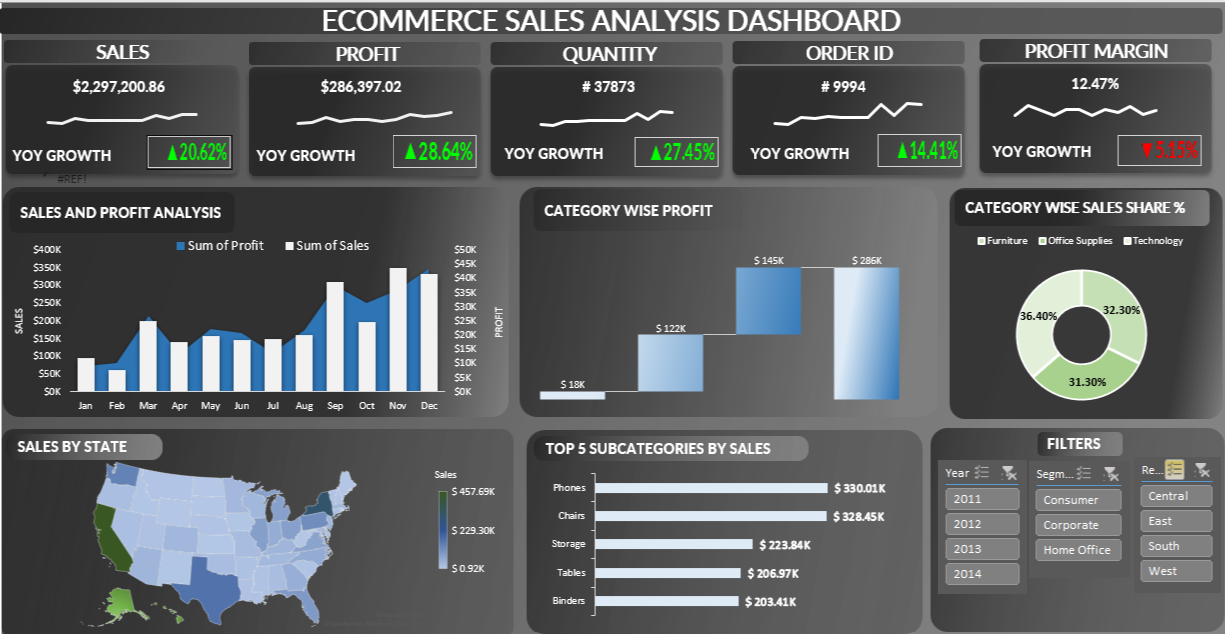 ECOMMERCE SALES ANALYSIS DASHBOARD
SALES
$2,297,200.86
YOY GROWTH
▲20.62%
#REF!
PROFIT
$286,397.02
YOY GROWTH
▲28.64%
QUANTITY
# 37873
YOY GROWTH
▲27.45%
ORDER ID
# 9994
YOY GROWTH
▲14.41%
PROFIT MARGIN
12.47%
YOY GROWTH
▼5.15%
SALES AND PROFIT ANALYSIS
Sum of Profit Sum of Sales
SALES
$400K
$350K
$300K
$250K
$200K
$150K
$100K
$50K
$0K
$50K
$45K
$40K
$35K
$30K
$25K
$20K
$15K
$10K
$5K
$0K
PROFIT
Jan Feb Mar Apr May Jun Jul Aug Sep Oct Nov Dec
CATEGORY WISE PROFIT
$ 18K
$ 122K
$ 145K
$ 286K
CATEGORY WISE SALES SHARE %
Furniture Office Supplies Technology
36.40%
32.30%
31.30%
SALES BY STATE
Sales
$ 457.69K
$ 229.30K
$ 0.92K
TOP 5 SUBCATEGORIES BY SALES
Phones $ 330.01K
Chairs $ 328.45K
Storage $ 223.84K
Tables $ 206.97K
Binders $ 203.41K
FILTERS
Year
2011
2012
2013
2014
Segm...
Consumer
Corporate
Home Office
Re...
Central
East
South
West